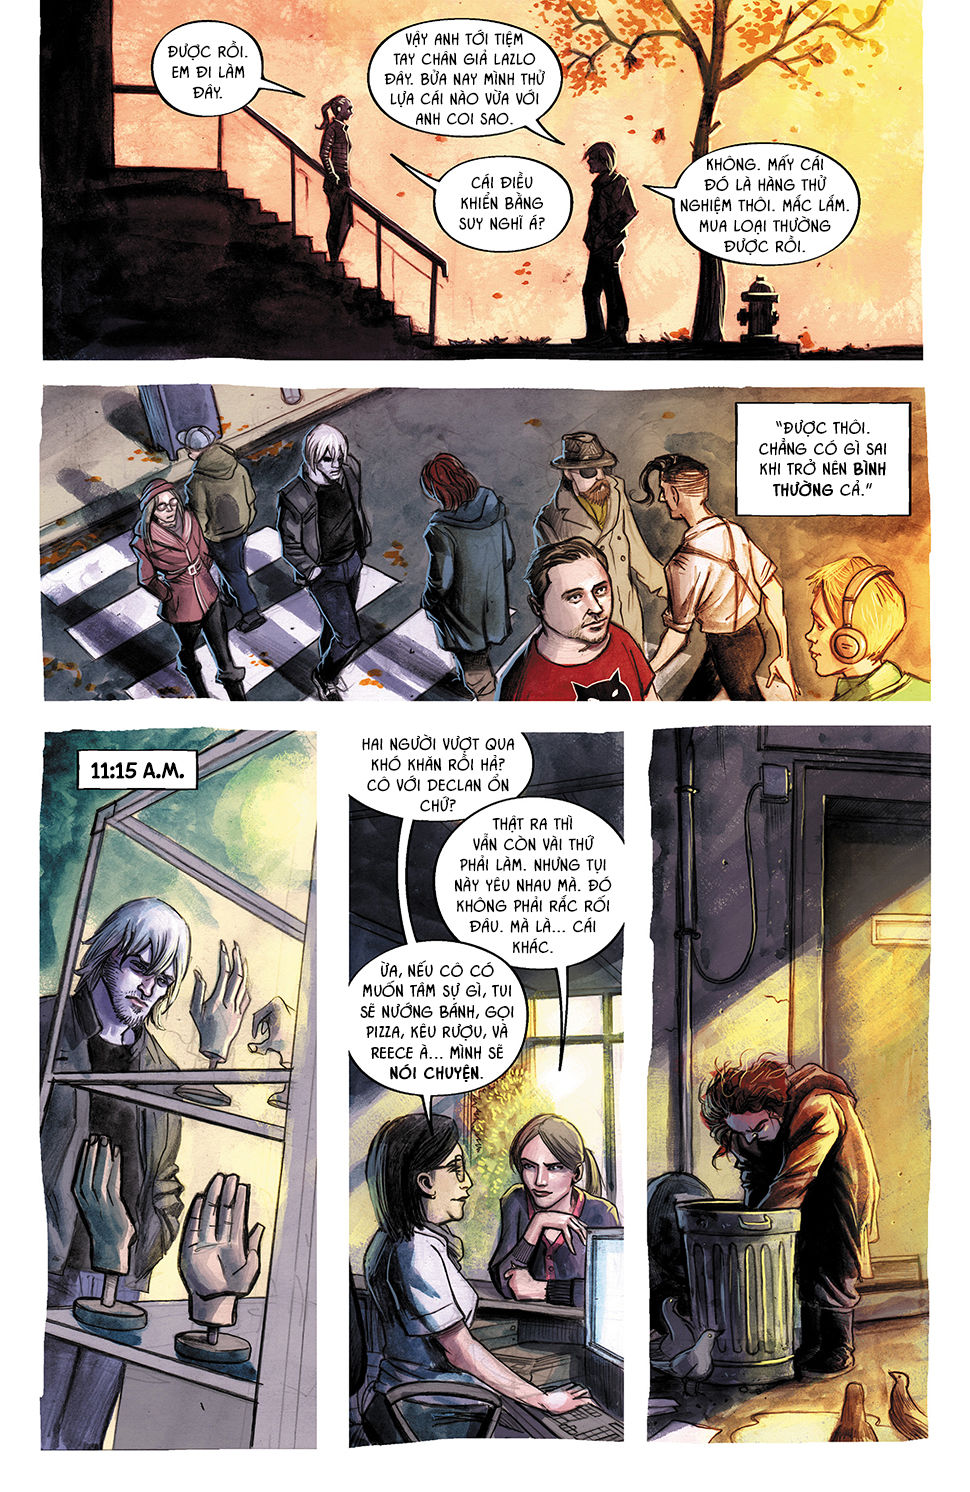 ĐƯỢC RỒI.
EM ĐI LÀM
ĐÂY.
VẬY ANH TỚI TIỆM
TAY CHÂN GIẢ LAZLO
ĐÂY. BỮA NAY MÌNH THỬ
LỰA CÁI NÀO VỪA VỚI
ANH COI SAO.
CÁI ĐIỀU
KHIỂN BẰNG
SUY NGHĨ Á?
KHÔNG. MẤY CÁI
ĐÓ LÀ HÀNG THỬ
NGHIỆM THÔI. MẮC LẮM.
MUA LOẠI THƯỜNG
ĐƯỢC RỒI.
“ĐƯỢC THÔI.
CHẲNG CÓ GÌ SAI
KHI TRỞ NÊN BÌNH
THƯỜNG CẢ.”
11:15 A.M.
HAI NGƯỜI VƯỢT QUA
KHÓ KHĂN RỒI HẢ?
CÔ VỚI DECLAN ỔN
CHỨ?
THẬT RA THÌ
VẪN CÒN VÀI THỨ
PHẢI LÀM. NHƯNG TỤI
NÀY YÊU NHAU MÀ. ĐÓ
KHÔNG PHẢI RẮC RỐI
ĐÂU. MÀ LÀ... CÁI
KHÁC.
ỪA, NẾU CÔ CÓ
MUỐN TÂM SỰ GÌ, TUI
SẼ NƯỚNG BÁNH, GỌI
PIZZA, KÊU RƯỢU, VÀ
REECE À... MÌNH SẼ
NÓI CHUYỆN.